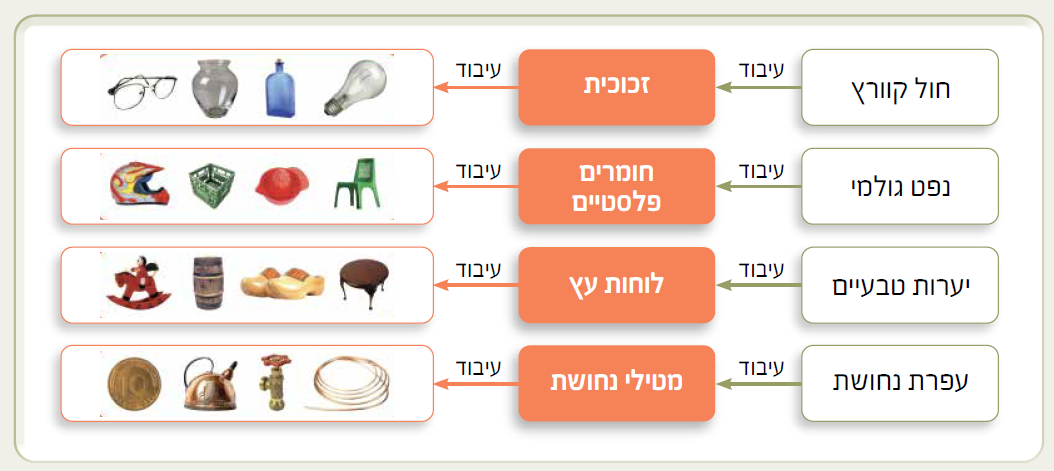 חול קוורץ
עיבוד
זכוכית
עיבוד
נפט גולמי
עיבוד
חומרים
פלסטיים
עיבוד
יערות טבעיים
עיבוד
לוחות עץ
עיבוד
עפרת נחושת
עיבוד
מטילי נחושת
עיבוד
10